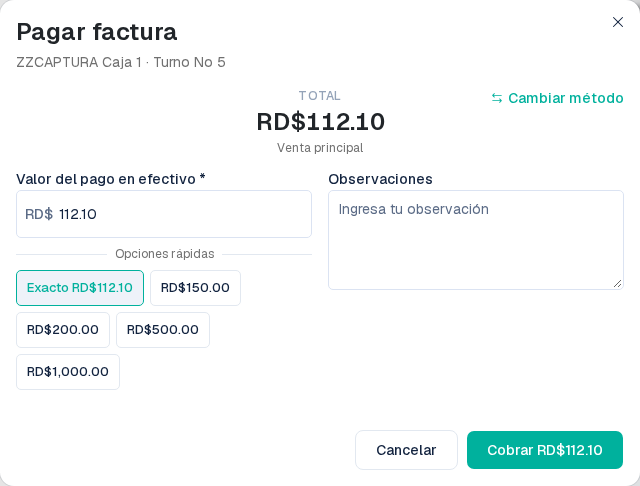 Pagar factura
ZZCAPTURA Caja 1 · Turno No 5
TOTAL
RD$112.10
Venta principal
Cambiar método
Valor del pago en efectivo *
RD$ 112.10
Opciones rápidas
Exacto RD$112.10
RD$150.00
RD$200.00
RD$500.00
RD$1,000.00
Observaciones
Ingresa tu observación
Cancelar
Cobrar RD$112.10